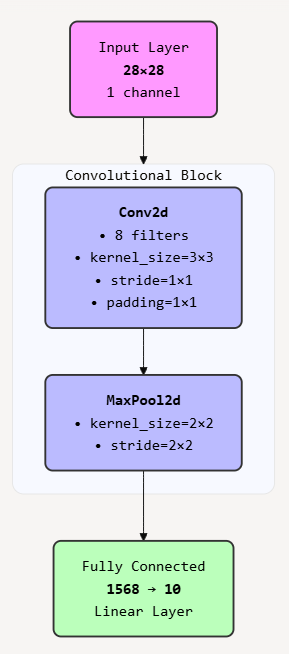 Input Layer
28×28
1 channel
Convolutional Block
Conv2d
• 8 filters
• kernel_size=3×3
• stride=1×1
• padding=1×1
MaxPool2d
• kernel_size=2×2
• stride=2×2
Fully Connected
1568 → 10
Linear Layer